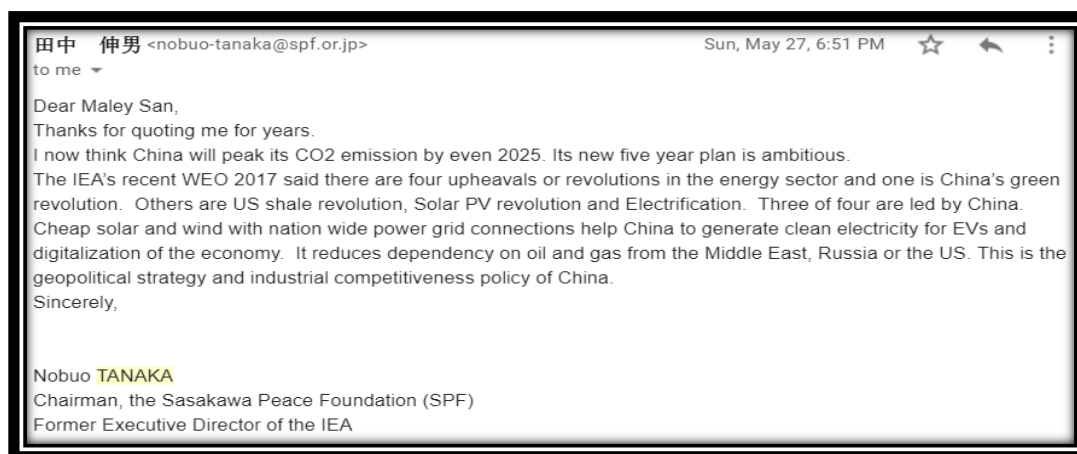 田中　伸男 <nobuo-tanaka@spf.or.jp> Sun, May 27, 6:51 PM
to me
Dear Maley San,
Thanks for quoting me for years.
I now think China will peak its CO2 emission by even 2025. Its new five year plan is ambitious.
The IEA's recent WEO 2017 said there are four upheavals or revolutions in the energy sector and one is China's green
revolution.  Others are US shale revolution, Solar PV revolution and Electrification.  Three of four are led by China.
Cheap solar and wind with nation wide power grid connections help China to generate clean electricity for EVs and
digitalization of the economy.  It reduces dependency on oil and gas from the Middle East, Russia or the US. This is the
geopolitical strategy and industrial competitiveness policy of China.
Sincerely,
Nobuo TANAKA
Chairman, the Sasakawa Peace Foundation (SPF)
Former Executive Director of the IEA